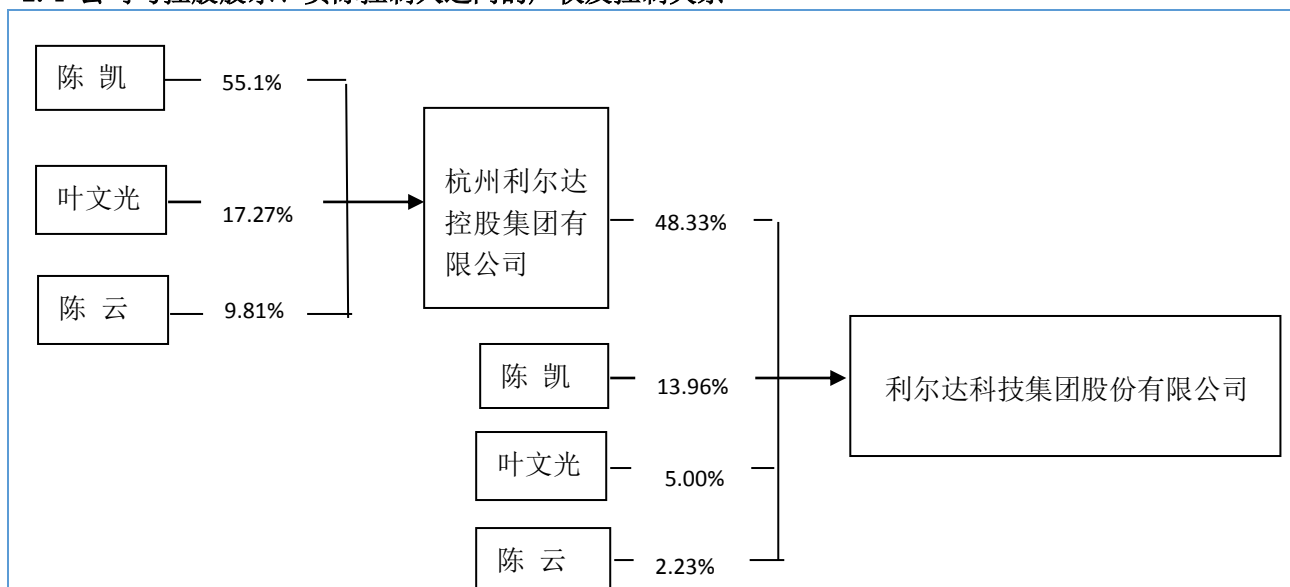 陈 凯
55.1%
叶文光
17.27%
陈 云
9.81%
杭州利尔达
控股集团有
限公司
48.33%
陈 凯
13.96%
叶文光
5.00%
陈 云
2.23%
利尔达科技集团股份有限公司